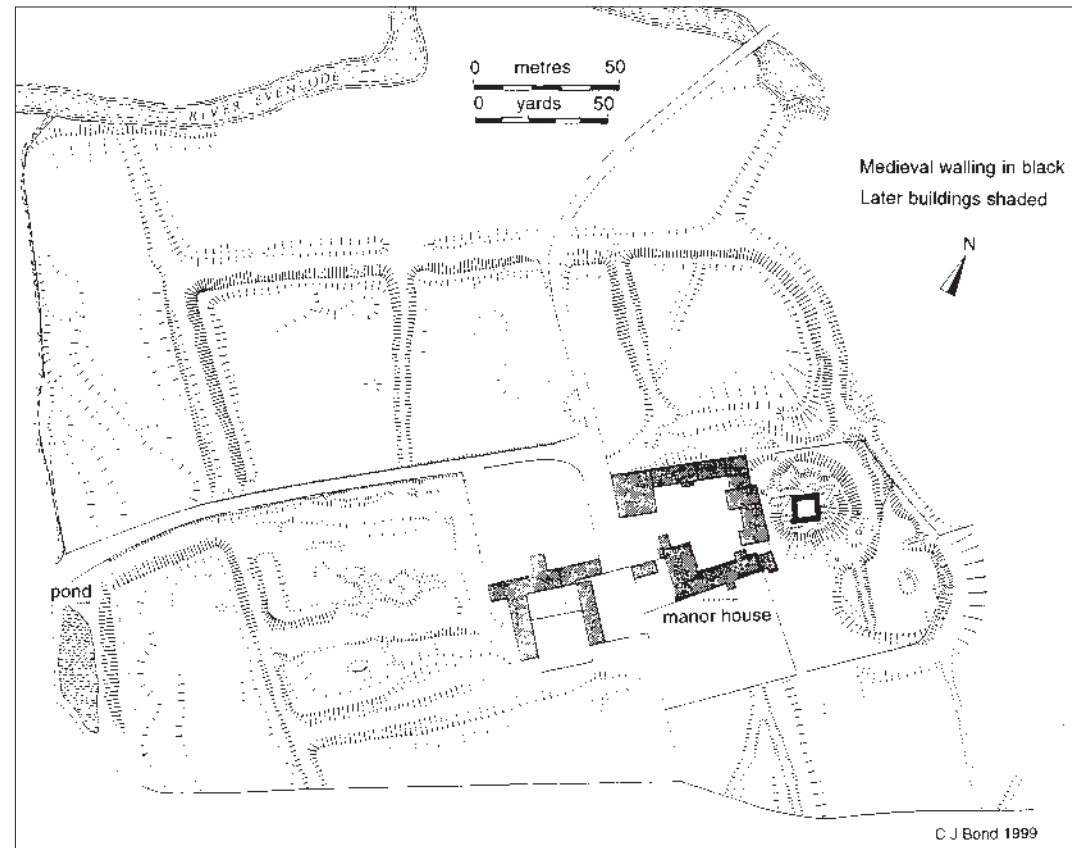 RIVER EVENLODE
0 metres 50
0 yards 50
Medieval walling in black
Later buildings shaded
N
pond
manor house
C J Bond 1999